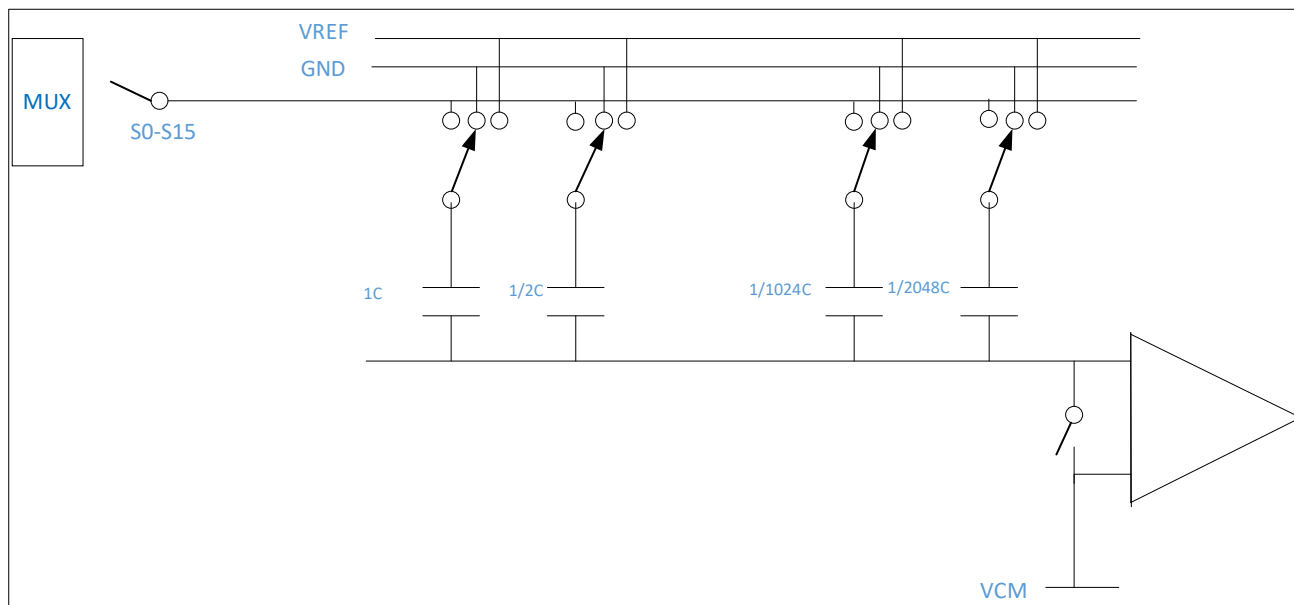 VREF
GND
MUX
S0-S15
1C
1/2C
1/1024C
1/2048C
VCM